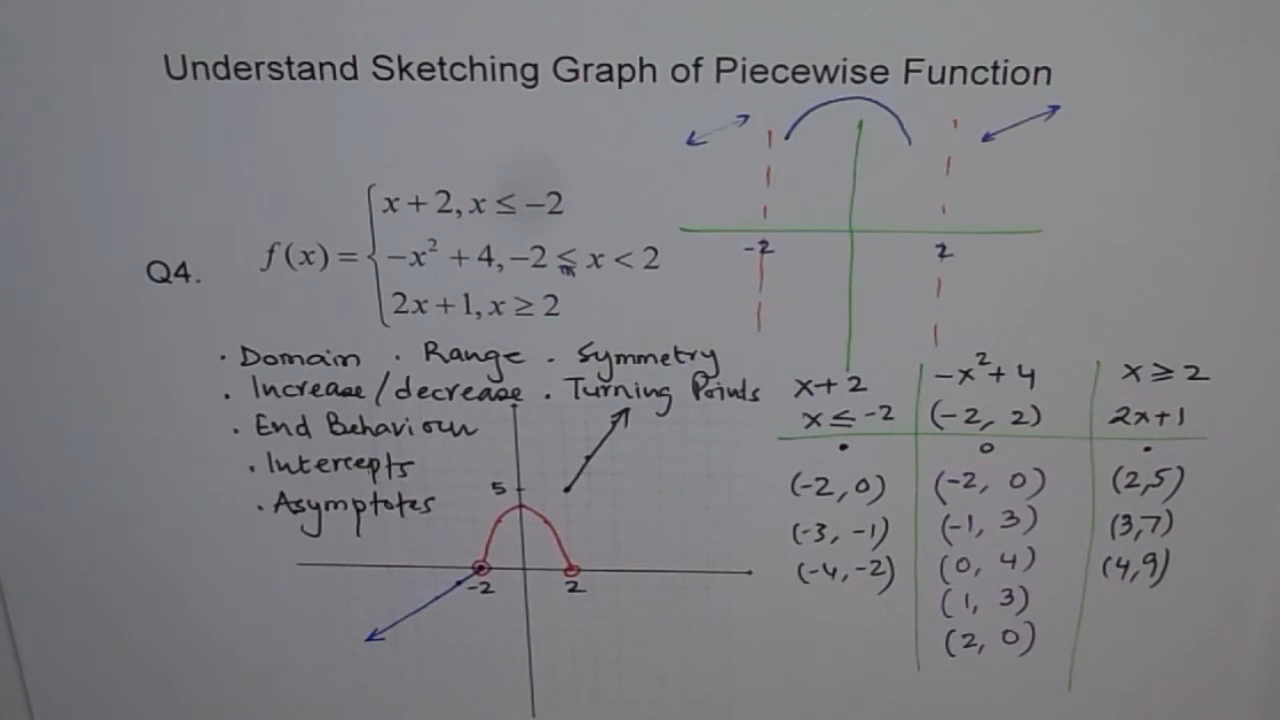 Understand Sketching Graph of Piecewise Function
-2 2
Q4. f(x) = { x + 2, x ≤ -2
-x² + 4, -2 ≤ x < 2
2x + 1, x ≥ 2
· Domain · Range · Symmetry
· Increase/decrease · Turning Points
· End Behaviour
· Intercepts
· Asymptotes
5
-2 2
x+2 -x²+4 x ≥ 2
x ≤ -2 (-2, 2) 2x+1
(-2, 0) (-2, 0) (2,5)
(-3, -1) (-1, 3) (3,7)
(-4, -2) (0, 4) (4,9)
(1, 3)
(2, 0)